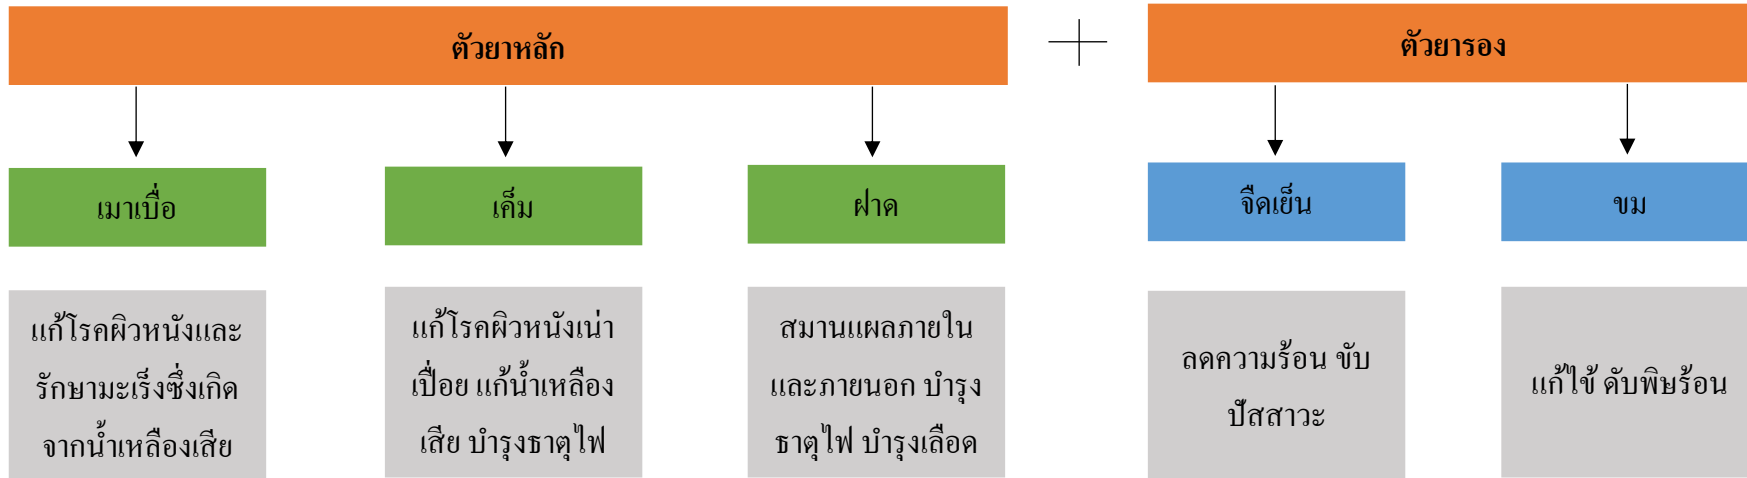 ตัวยาหลัก
ตัวยารอง
เมาเบื่อ
เค็ม
ฝาด
จืดเย็น
ขม
แก้โรคผิวหนังและ
รักษามะเร็งซึ่งเกิด
จากน้ำเหลืองเสีย
แก้โรคผิวหนังเน่า
เปื่อย แก้น้ำเหลือง
เสีย บำรุงธาตุไฟ
สมานแผลภายใน
และภายนอก บำรุง
ธาตุไฟ บำรุงเลือด
ลดความร้อน ขับ
ปัสสาวะ
แก้ไข้ ดับพิษร้อน